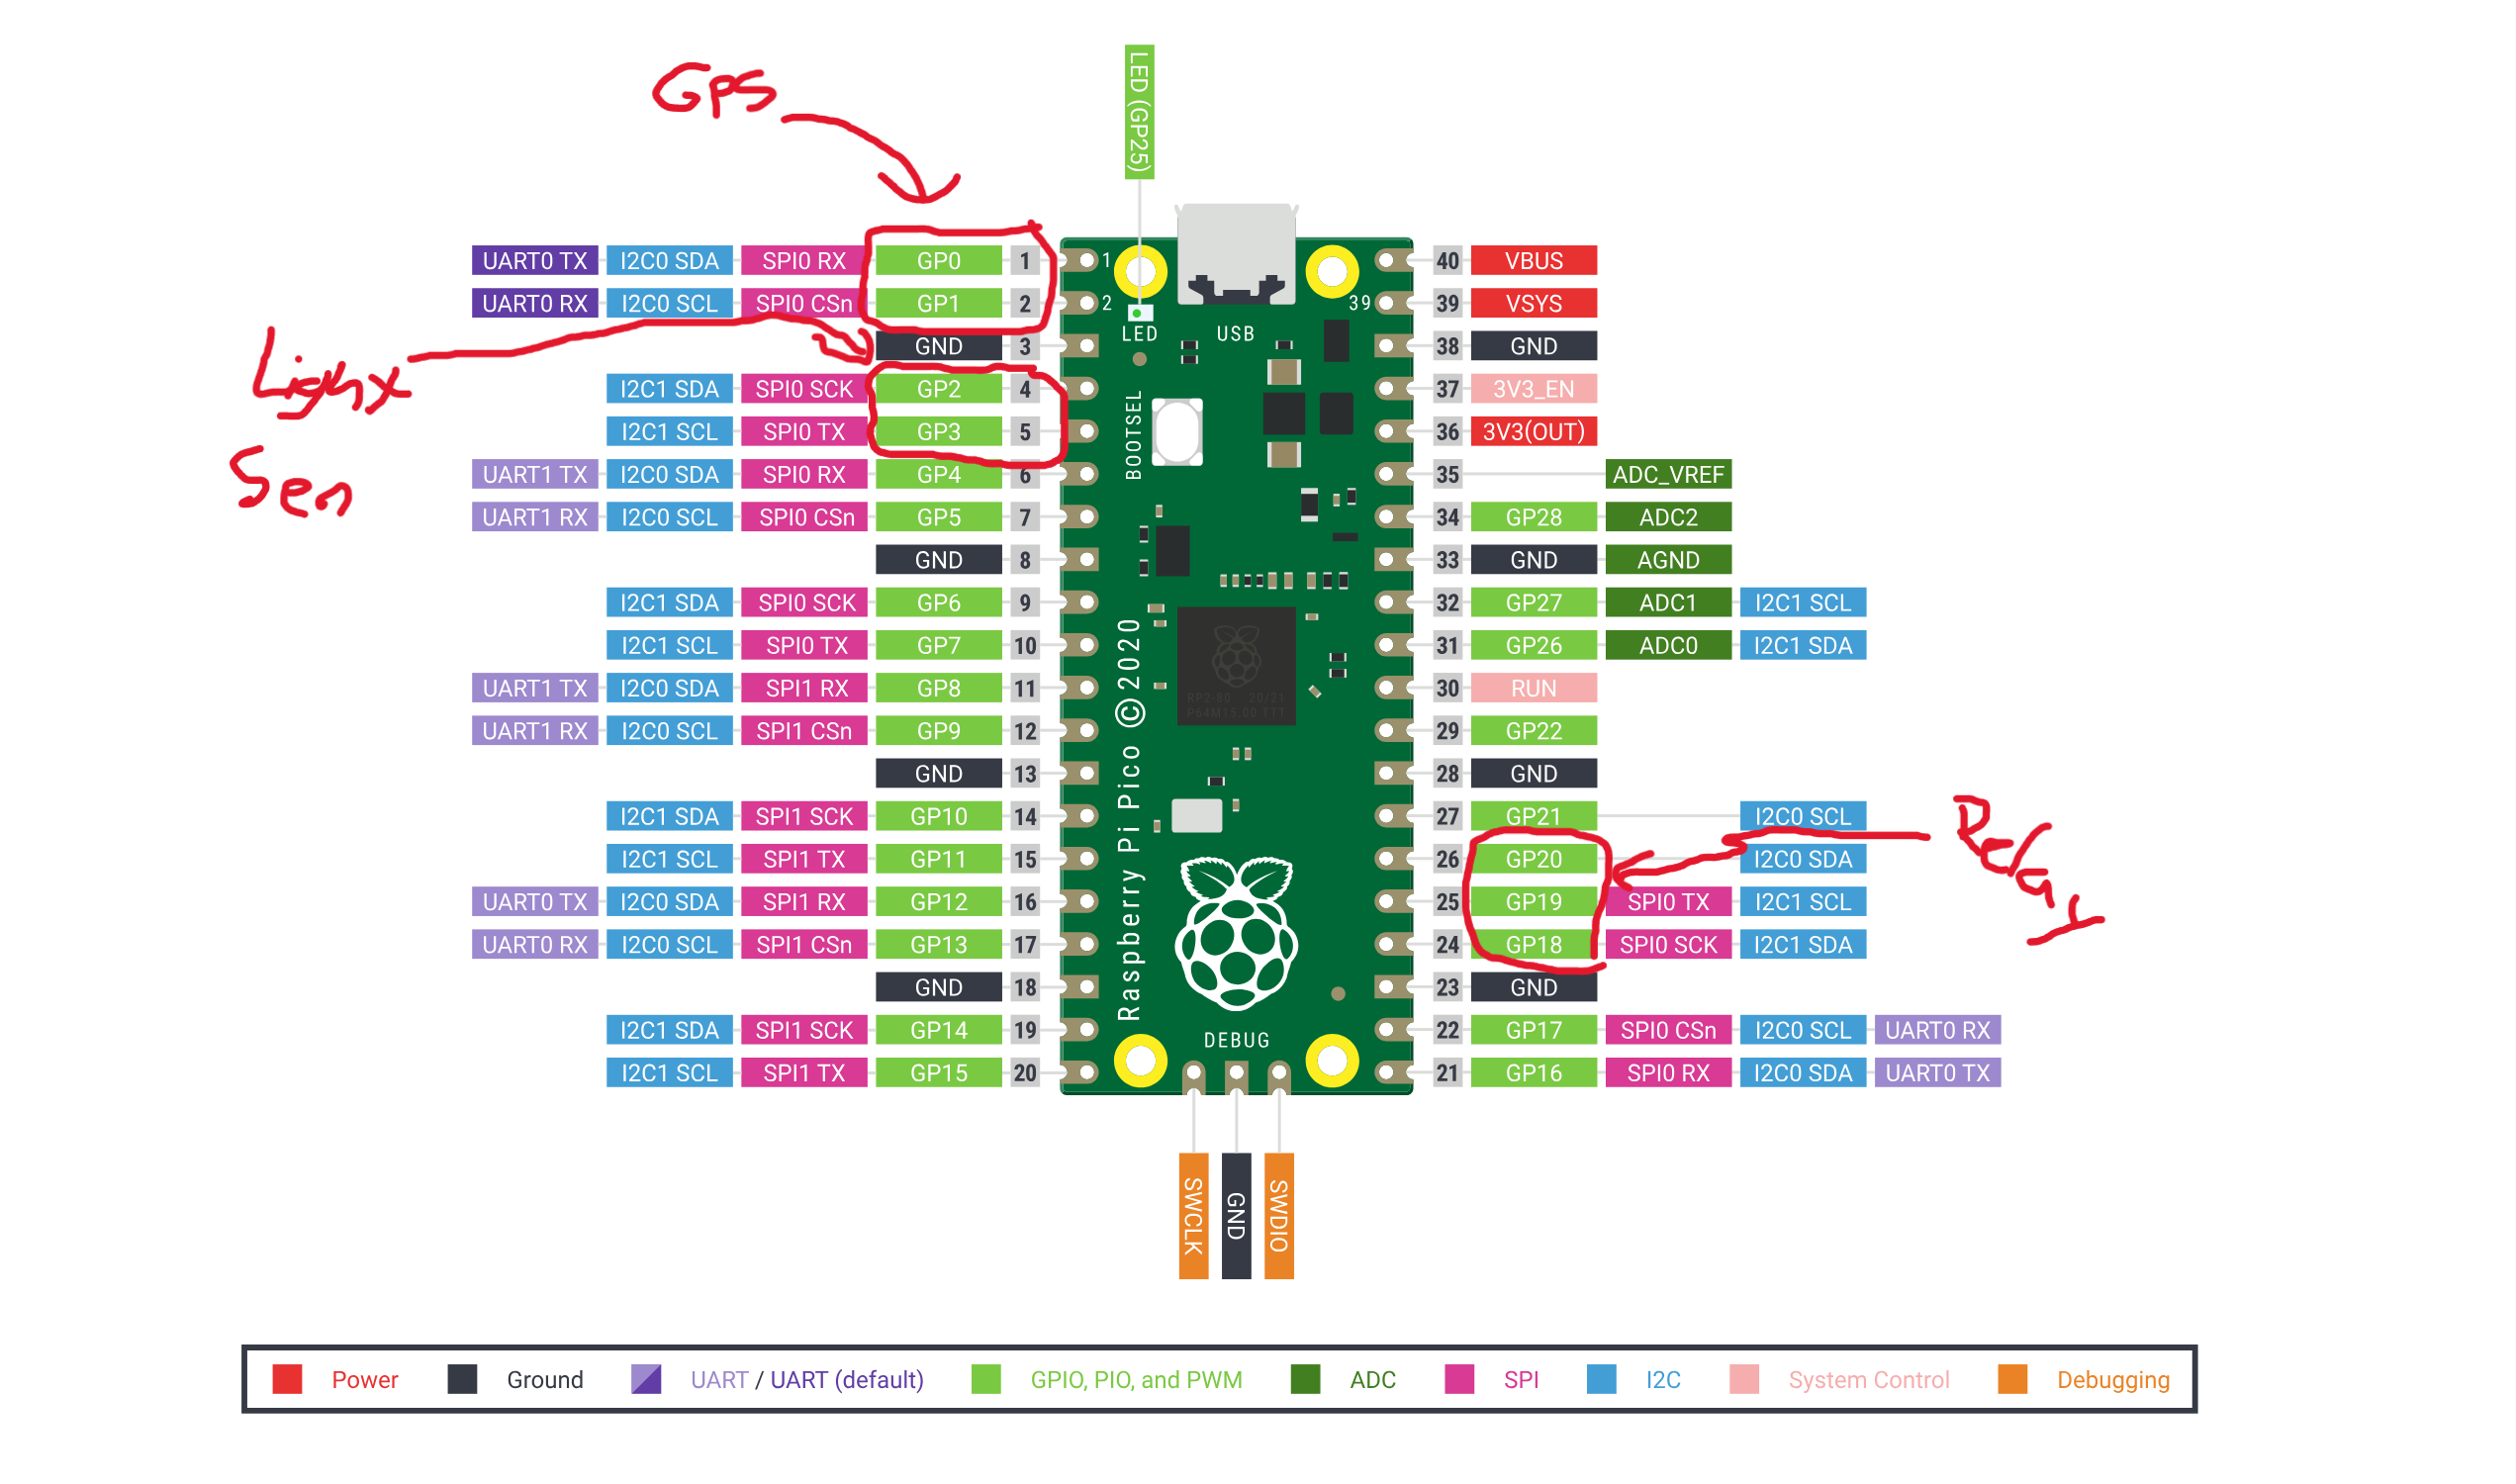 GPS
LED (GP25)
UART0 TX I2C0 SDA SPI0 RX GP0 1 1 40 VBUS
UART0 RX I2C0 SCL SPI0 CSn GP1 2 2 39 39 VSYS
LED USB
GND 3 38 GND
Light
I2C1 SDA SPI0 SCK GP2 4 37 3V3_EN
I2C1 SCL SPI0 TX GP3 5 BOOTSEL 36 3V3(OUT)
Sen
UART1 TX I2C0 SDA SPI0 RX GP4 6 35 ADC_VREF
UART1 RX I2C0 SCL SPI0 CSn GP5 7 34 GP28 ADC2
GND 8 33 GND AGND
I2C1 SDA SPI0 SCK GP6 9 32 GP27 ADC1 I2C1 SCL
I2C1 SCL SPI0 TX GP7 10 31 GP26 ADC0 I2C1 SDA
UART1 TX I2C0 SDA SPI1 RX GP8 11 30 RUN
RP2-B0 20/21
P64M15.00 TTT
UART1 RX I2C0 SCL SPI1 CSn GP9 12 29 GP22
GND 13 28 GND
Raspberry Pi Pico ©2020
I2C1 SDA SPI1 SCK GP10 14 27 GP21 I2C0 SCL
Relay
I2C1 SCL SPI1 TX GP11 15 26 GP20 I2C0 SDA
UART0 TX I2C0 SDA SPI1 RX GP12 16 25 GP19 SPI0 TX I2C1 SCL
UART0 RX I2C0 SCL SPI1 CSn GP13 17 24 GP18 SPI0 SCK I2C1 SDA
GND 18 23 GND
I2C1 SDA SPI1 SCK GP14 19 22 GP17 SPI0 CSn I2C0 SCL UART0 RX
DEBUG
I2C1 SCL SPI1 TX GP15 20 21 GP16 SPI0 RX I2C0 SDA UART0 TX
SWCLK GND SWDIO
Power Ground UART / UART (default) GPIO, PIO, and PWM ADC SPI I2C System Control Debugging